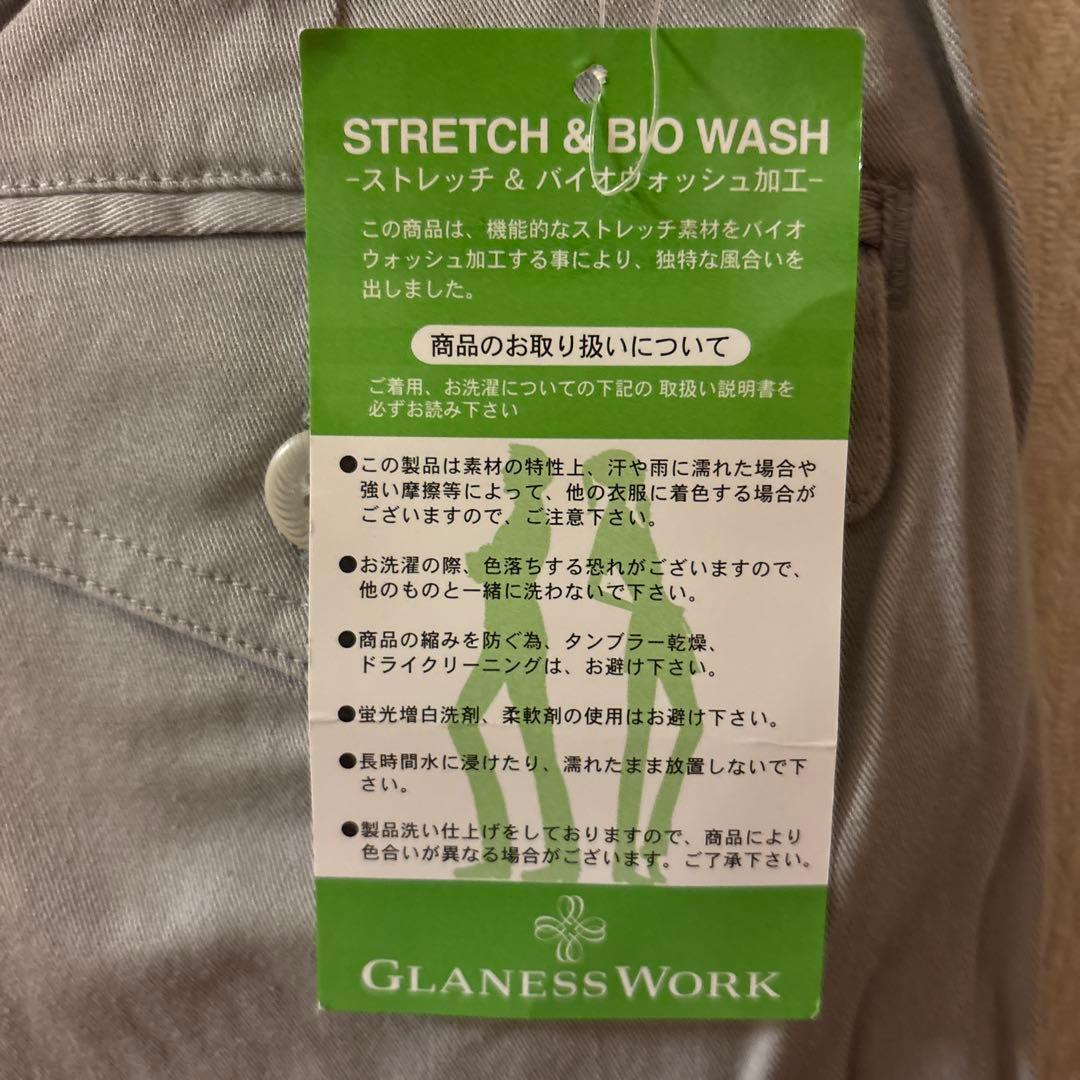 STRETCH & BIO WASH
-ストレッチ & バイオウォッシュ加工-
この商品は、機能的なストレッチ素材をバイオ
ウォッシュ加工する事により、独特な風合いを
出しました。
商品のお取り扱いについて
ご着用、お洗濯についての下記の 取扱い説明書を
必ずお読み下さい
●この製品は素材の特性上、汗や雨に濡れた場合や
強い摩擦等によって、他の衣服に着色する場合が
ございますので、ご注意下さい。
●お洗濯の際、色落ちする恐れがございますので、
他のものと一緒に洗わないで下さい。
●商品の縮みを防ぐ為、タンブラー乾燥、
ドライクリーニングは、お避け下さい。
●蛍光増白洗剤、柔軟剤の使用はお避け下さい。
●長時間水に浸けたり、濡れたまま放置しないで下
さい。
●製品洗い仕上げをしておりますので、商品により
色合いが異なる場合がございます。ご了承下さい。
GLANESS WORK